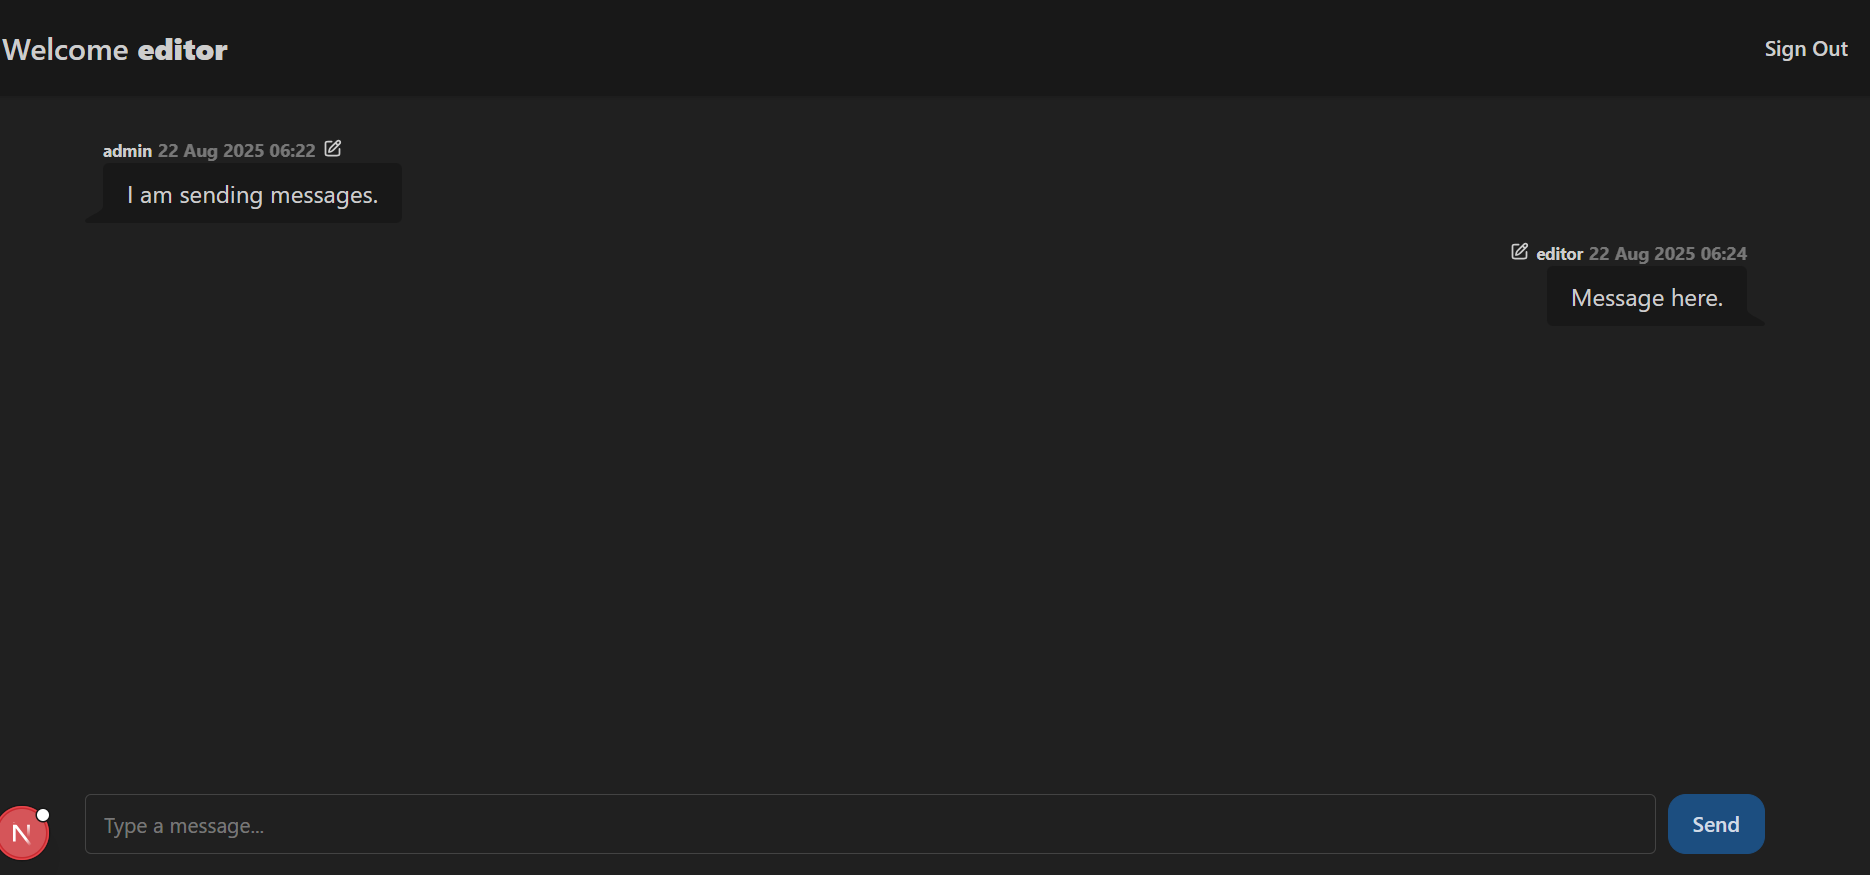 Welcome editor
Sign Out
admin 22 Aug 2025 06:22
I am sending messages.
editor 22 Aug 2025 06:24
Message here.
Type a message...
Send
N